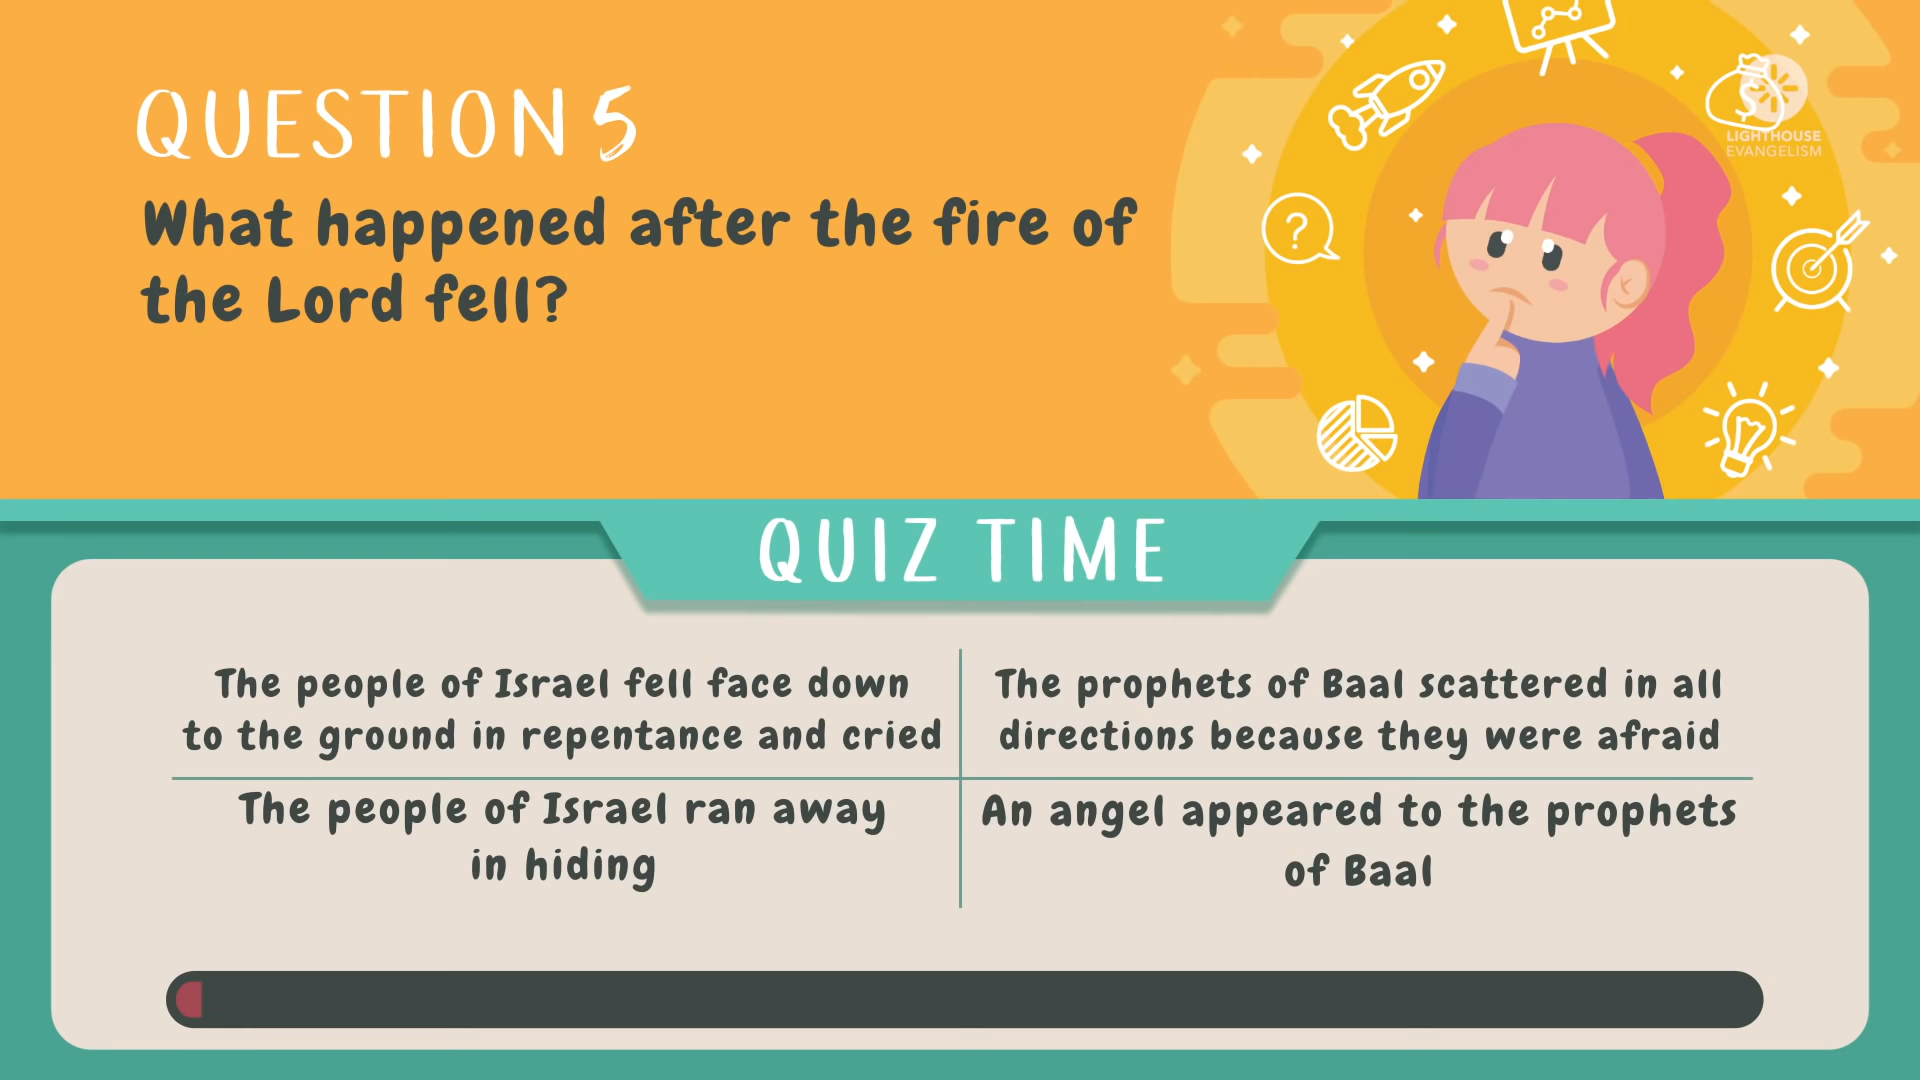 QUESTION 5
What happened after the fire of
the Lord fell?
?
$
LIGHTHOUSE
EVANGELISM
QUIZ TIME
The people of Israel fell face down
to the ground in repentance and cried
The prophets of Baal scattered in all
directions because they were afraid
The people of Israel ran away
in hiding
An angel appeared to the prophets
of Baal